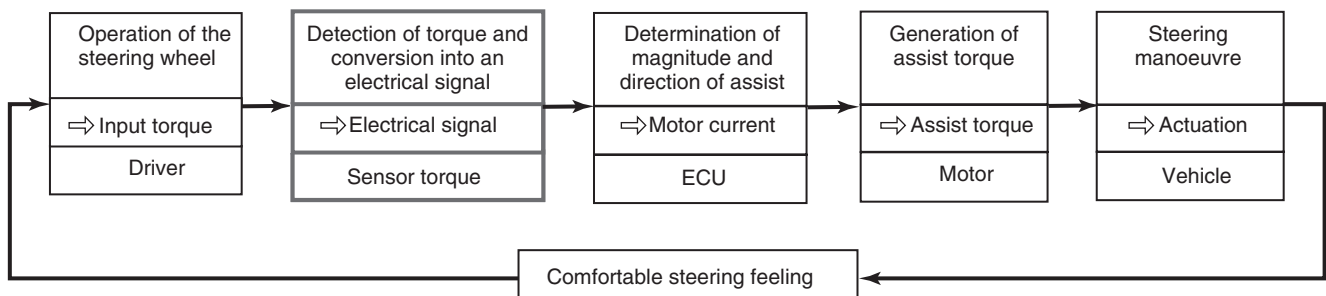 Operation of the
steering wheel
⇨ Input torque
Driver
Detection of torque and
conversion into an
electrical signal
⇨ Electrical signal
Sensor torque
Determination of
magnitude and
direction of assist
⇨ Motor current
ECU
Generation of
assist torque
⇨ Assist torque
Motor
Steering
manoeuvre
⇨ Actuation
Vehicle
Comfortable steering feeling